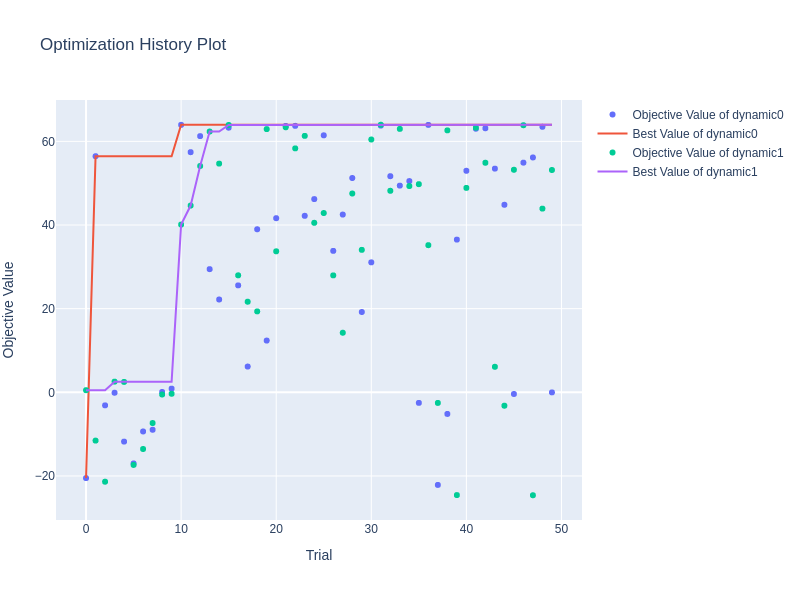 Optimization History Plot
Objective Value of dynamic0
Best Value of dynamic0
Objective Value of dynamic1
Best Value of dynamic1
60
40
20
0
−20
Objective Value
0 10 20 30 40 50
Trial